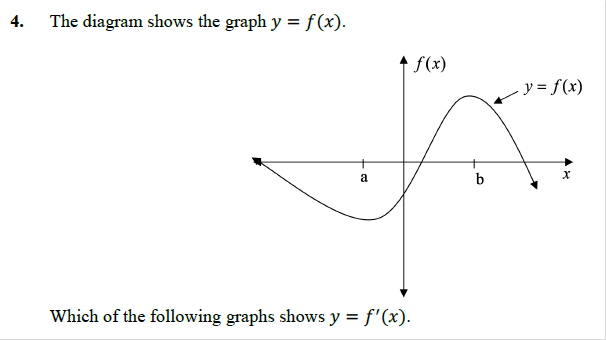 4. The diagram shows the graph y = f(x).
f(x)
y = f(x)
a
b
x
Which of the following graphs shows y = f'(x).